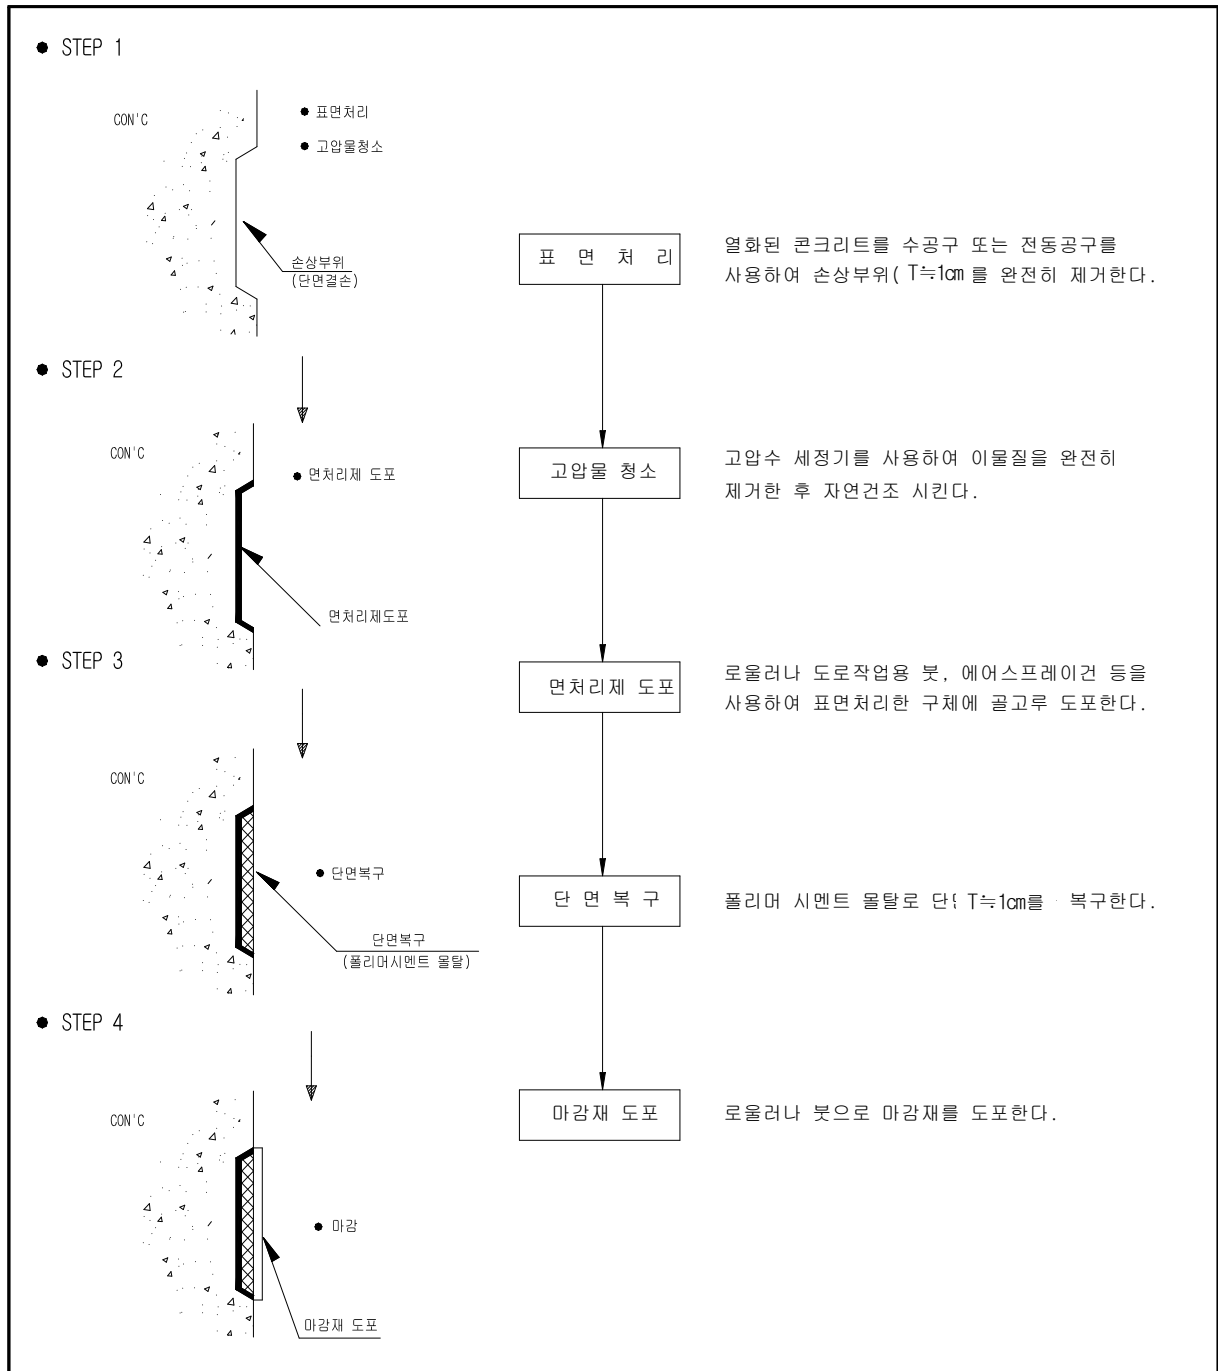 STEP 1
CON'C
표면처리
고압물청소
손상부위
(단면결손)
STEP 2
CON'C
면처리제 도포
면처리제도포
STEP 3
CON'C
단면복구
단면복구
(폴리머시멘트 몰탈)
STEP 4
CON'C
마감
마감재 도포
표 면 처 리
열화된 콘크리트를 수공구 또는 전동공구를
사용하여 손상부위( T≒1cm 를 완전히 제거한다.
고압물 청소
고압수 세정기를 사용하여 이물질을 완전히
제거한 후 자연건조 시킨다.
면처리제 도포
로울러나 도로작업용 붓, 에어스프레이건 등을
사용하여 표면처리한 구체에 골고루 도포한다.
단 면 복 구
폴리머 시멘트 몰탈로 T≒1cm를 복구한다.
마감재 도포
로울러나 붓으로 마감재를 도포한다.